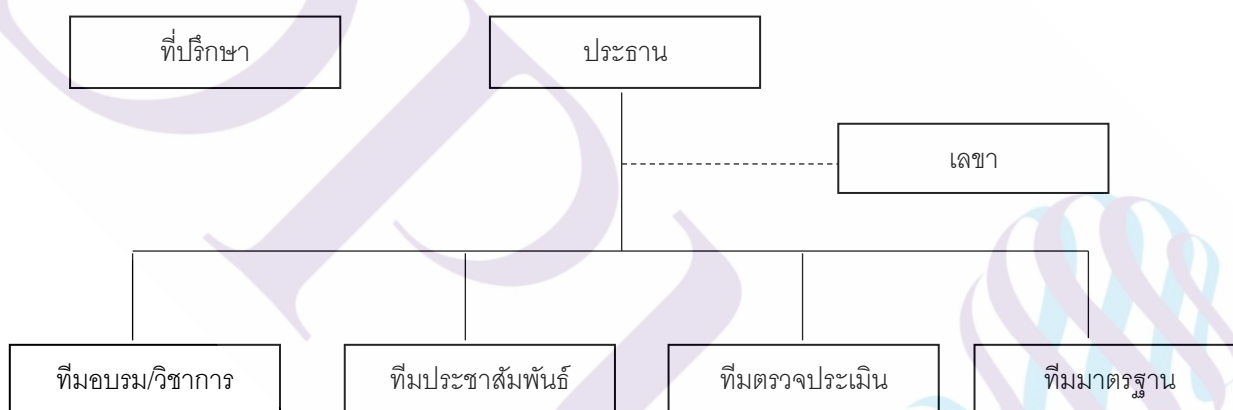 ที่ปรึกษา
ประธาน
เลขา
ทีมอบรม/วิชาการ
ทีมประชาสัมพันธ์
ทีมตรวจประเมิน
ทีมมาตรฐาน